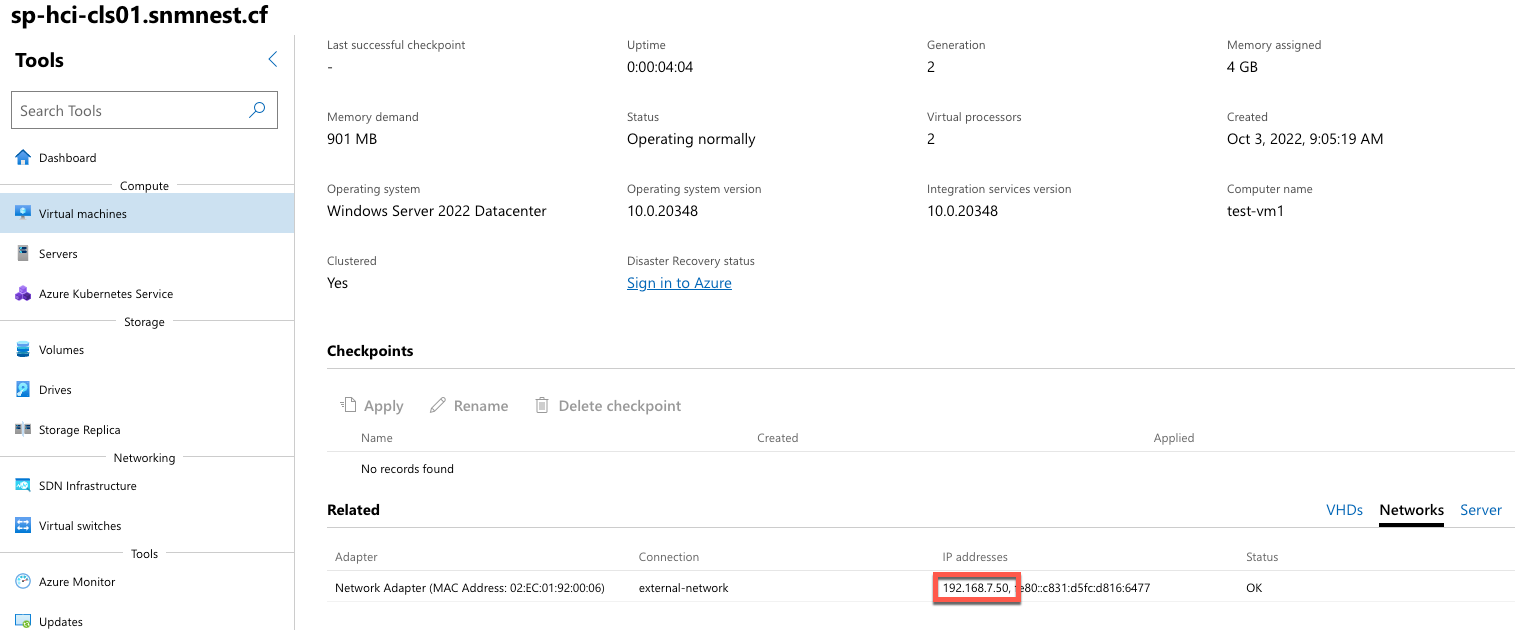 sp-hci-cls01.snmnest.cf
Tools
Search Tools
Dashboard
Compute
Virtual machines
Servers
Azure Kubernetes Service
Storage
Volumes
Drives
Storage Replica
Networking
SDN Infrastructure
Virtual switches
Tools
Azure Monitor
Updates
Last successful checkpoint Uptime Generation Memory assigned
- 0:00:04:04 2 4 GB
Memory demand Status Virtual processors Created
901 MB Operating normally 2 Oct 3, 2022, 9:05:19 AM
Operating system Operating system version Integration services version Computer name
Windows Server 2022 Datacenter 10.0.20348 10.0.20348 test-vm1
Clustered Disaster Recovery status
Yes Sign in to Azure
Checkpoints
Apply Rename Delete checkpoint
Name Created Applied
No records found
Related VHDs Networks Server
Adapter Connection IP addresses Status
Network Adapter (MAC Address: 02:EC:01:92:00:06) external-network 192.168.7.50, fe80::c831:d5fc:d816:6477 OK